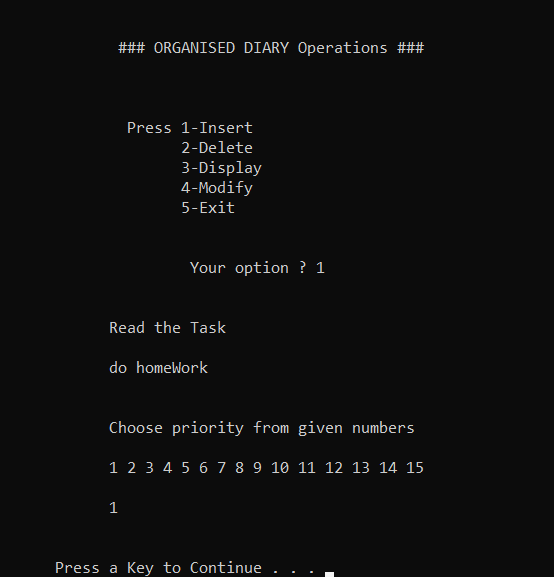 ### ORGANISED DIARY Operations ###
Press 1-Insert
2-Delete
3-Display
4-Modify
5-Exit
Your option ? 1
Read the Task
do homeWork
Choose priority from given numbers
1 2 3 4 5 6 7 8 9 10 11 12 13 14 15
1
Press a Key to Continue . . .